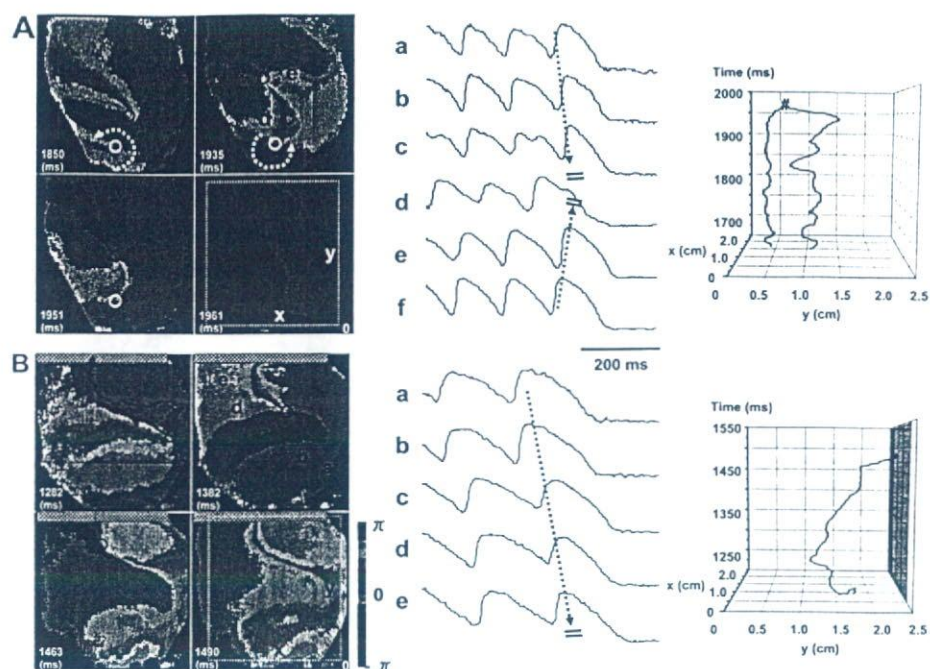 A
1850
(ms)
1935
(ms)
1951
(ms)
1961
(ms)
y
x
0
a
b
c
d
e
f
200 ms
Time (ms)
2000
1900
1800
1700
x (cm)
2.0
0
#
0
0.5
1.0
1.5
2.0
2.5
y (cm)
B
1282
(ms)
1382
(ms)
d
1463
(ms)
1490
(ms)
0
π
0
π
a
b
c
d
e
Time (ms)
1550
1450
1350
1250
x (cm)
2.0
0
0
0.5
1.0
1.5
2.0
2.5
y (cm)